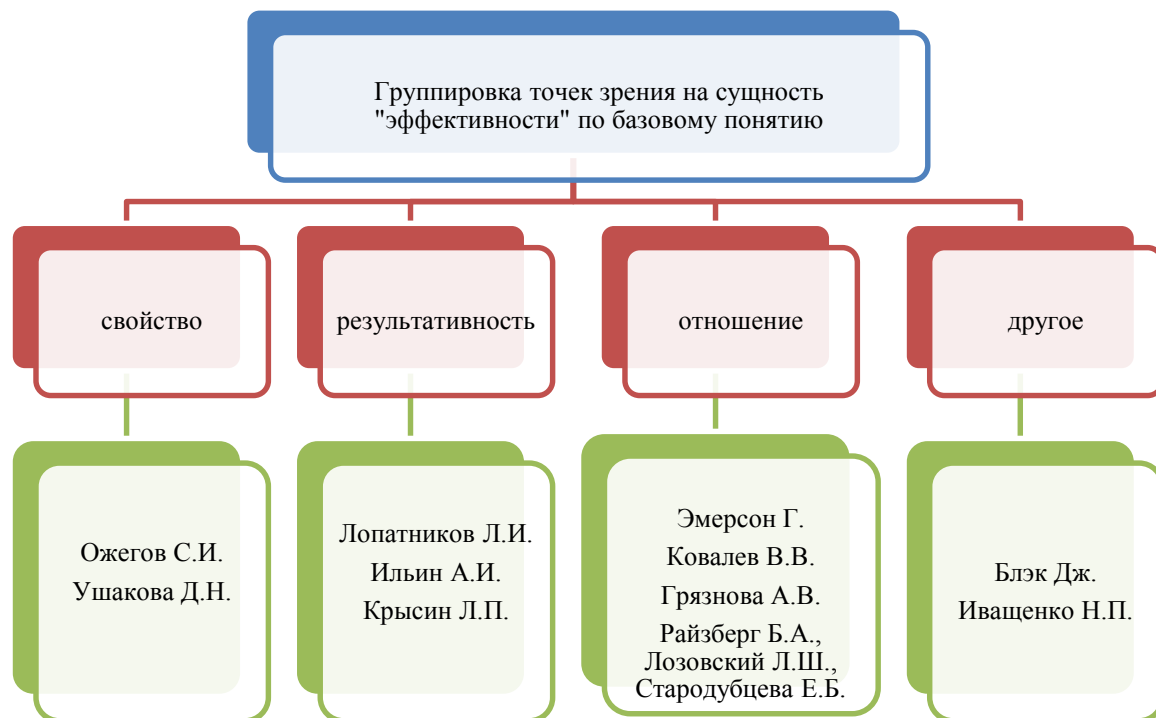 Группировка точек зрения на сущность
"эффективности" по базовому понятию
свойство
результативность
отношение
другое
Ожегов С.И.
Ушакова Д.Н.
Лопатников Л.И.
Ильин А.И.
Крысин Л.П.
Эмерсон Г.
Ковалев В.В.
Грязнова А.В.
Райзберг Б.А.,
Лозовский Л.Ш.,
Стародубцева Е.Б.
Блэк Дж.
Иващенко Н.П.